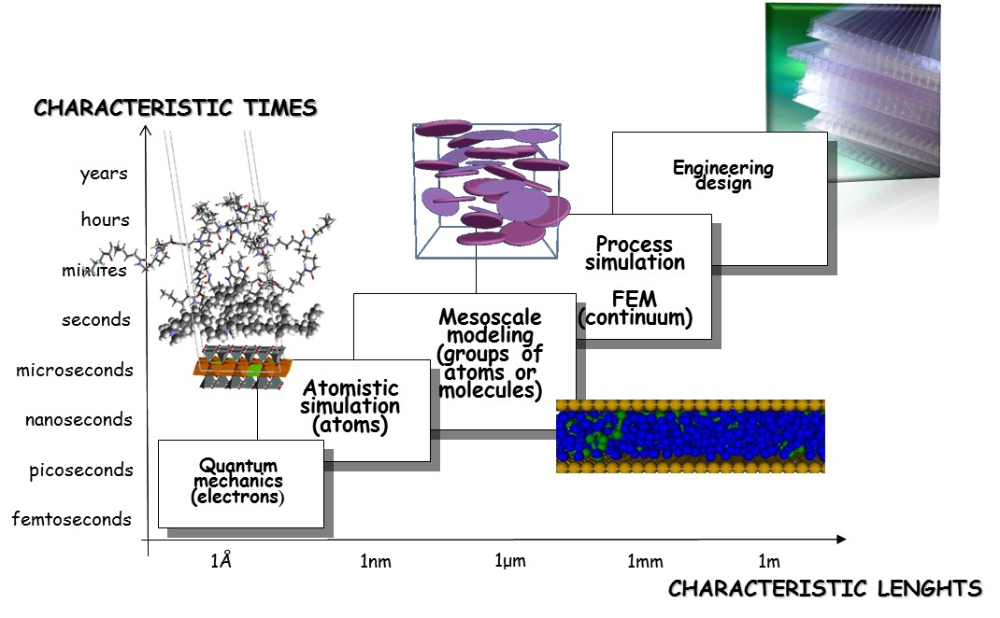 CHARACTERISTIC TIMES
years
hours
minutes
seconds
microseconds
nanoseconds
picoseconds
femtoseconds
Engineering
design
Process
simulation
FEM
(continuum)
Mesoscale
modeling
(groups of
atoms or
molecules)
Atomistic
simulation
(atoms)
Quantum
mechanics
(electrons)
1Å
1nm
1µm
1mm
1m
CHARACTERISTIC LENGHTS